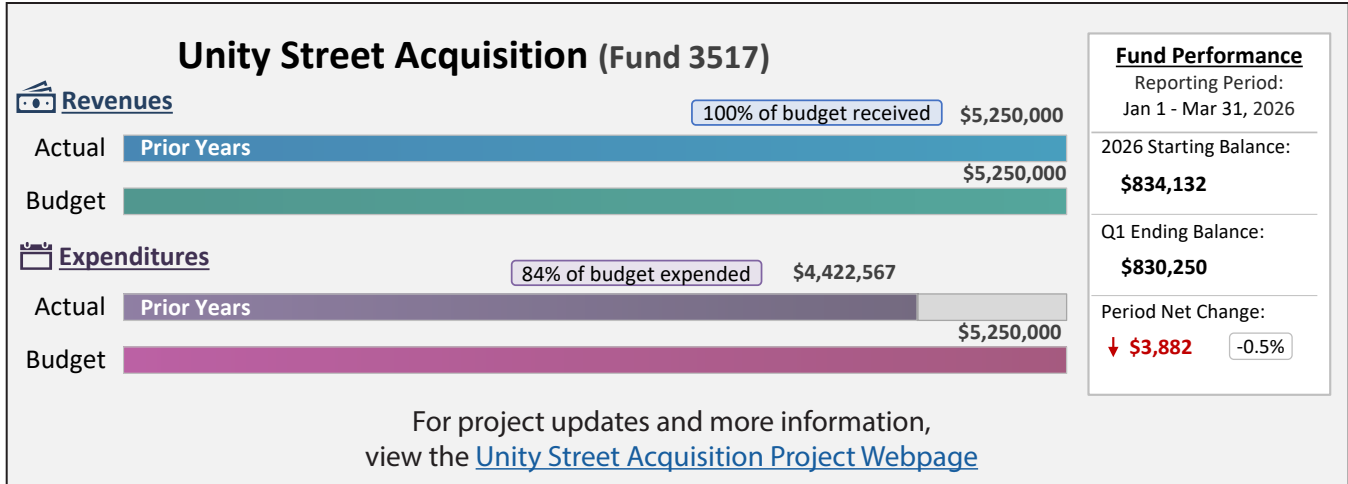 Unity Street Acquisition (Fund 3517)
Revenues
100% of budget received $5,250,000
Actual Prior Years
$5,250,000
Budget
Expenditures
84% of budget expended $4,422,567
Actual Prior Years
$5,250,000
Budget
For project updates and more information,
view the Unity Street Acquisition Project Webpage
Fund Performance
Reporting Period:
Jan 1 - Mar 31, 2026
2026 Starting Balance:
$834,132
Q1 Ending Balance:
$830,250
Period Net Change:
↓ $3,882 -0.5%